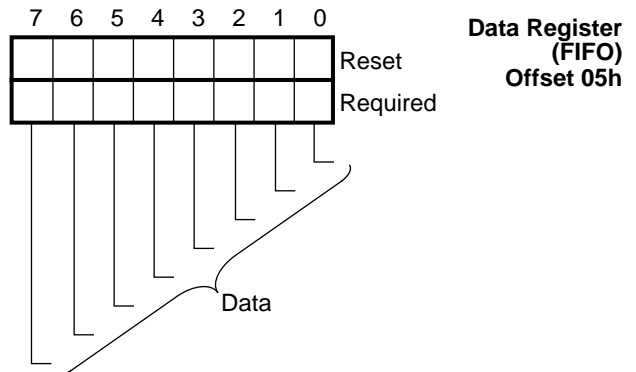 7 6 5 4 3 2 1 0
Data Register
(FIFO)
Offset 05h
Reset
Required
Data